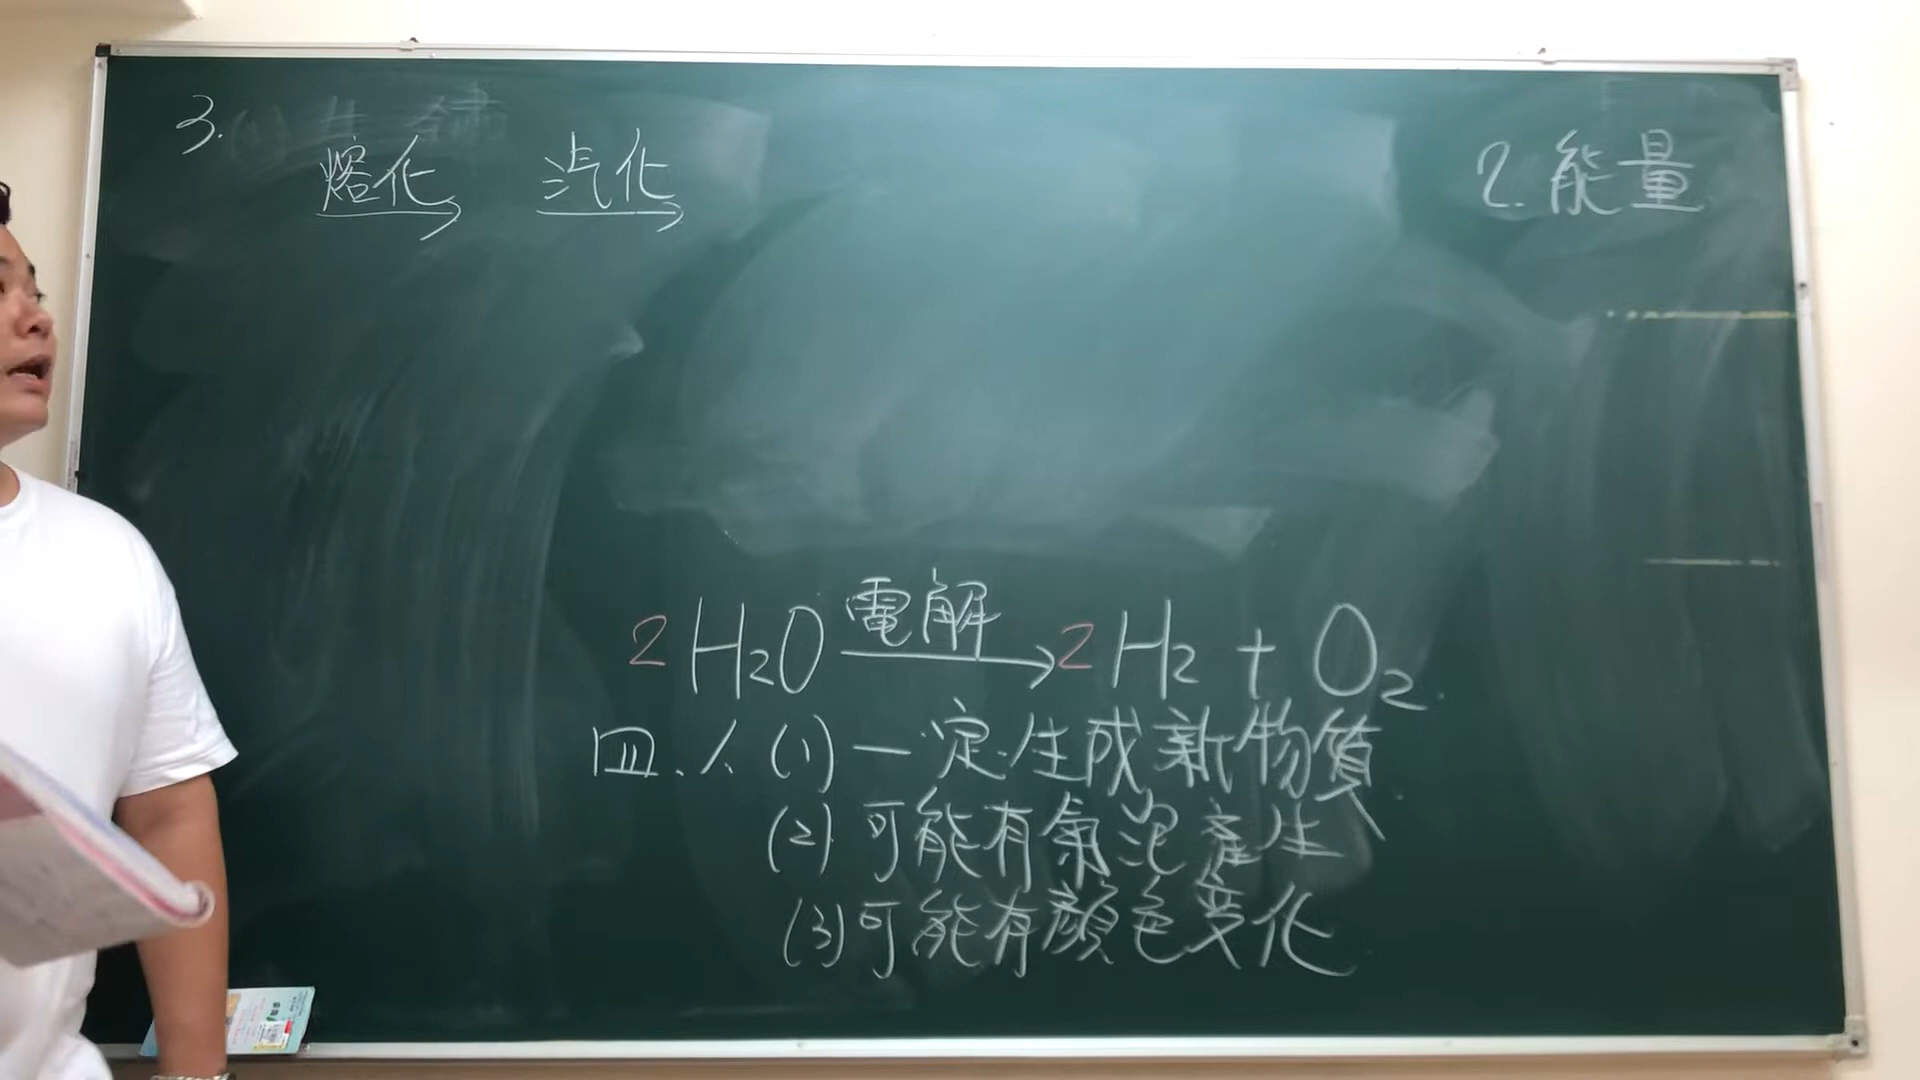 3.
熔化 汽化
2.能量
2H₂O 電解 2H₂ + O₂
四.1.(1)一定生成新物質
(2)可能有氣泡產生
(3)可能有顏色変化